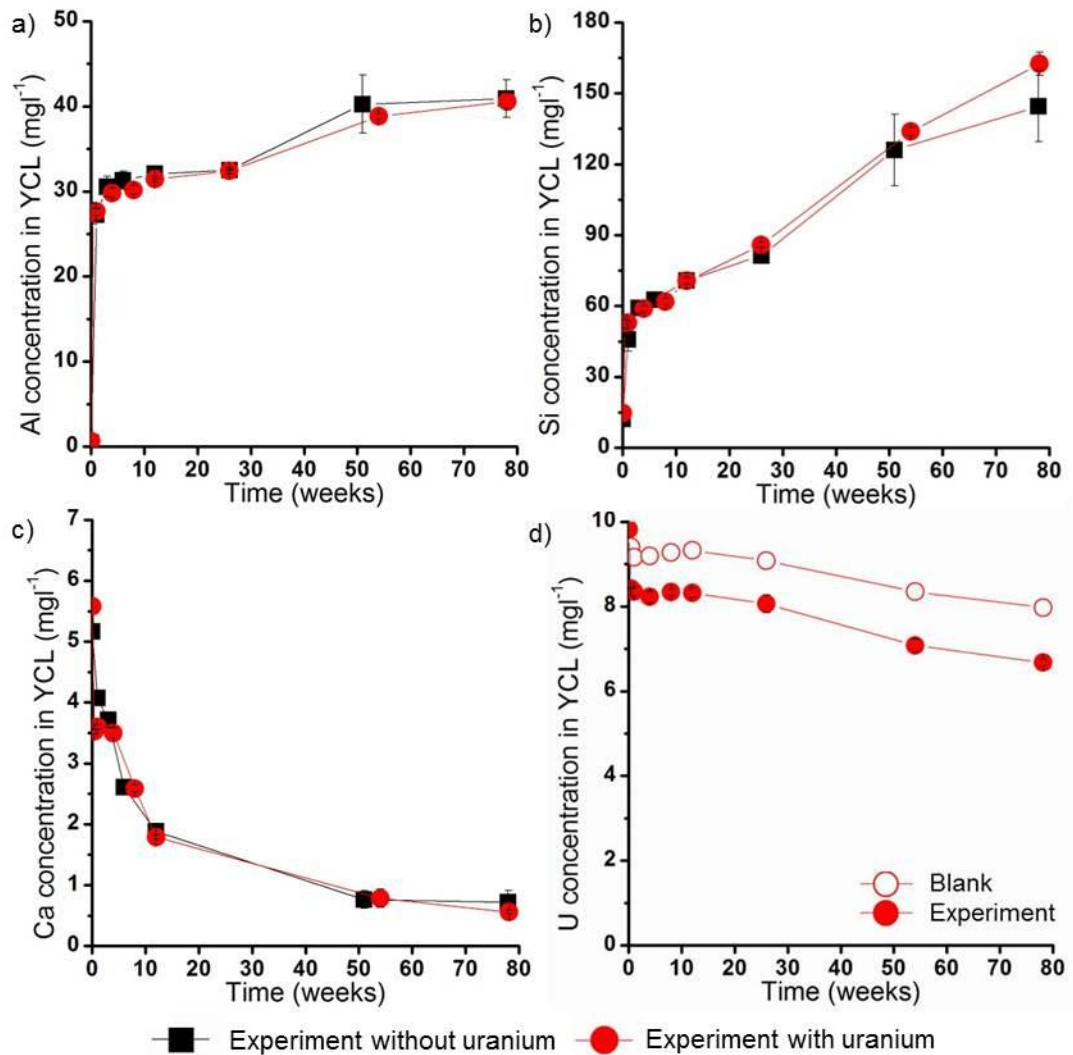 a)
Al concentration in YCL (mgl⁻¹)
50
40
30
20
10
0
0 10 20 30 40 50 60 70 80
Time (weeks)
b)
Si concentration in YCL (mgl⁻¹)
180
150
120
90
60
30
0
0 10 20 30 40 50 60 70 80
Time (weeks)
c)
Ca concentration in YCL (mgl⁻¹)
7
6
5
4
3
2
1
0
0 10 20 30 40 50 60 70 80
Time (weeks)
d)
U concentration in YCL (mgl⁻¹)
10
8
6
4
2
0
0 10 20 30 40 50 60 70 80
Time (weeks)
Blank
Experiment
Experiment without uranium
Experiment with uranium